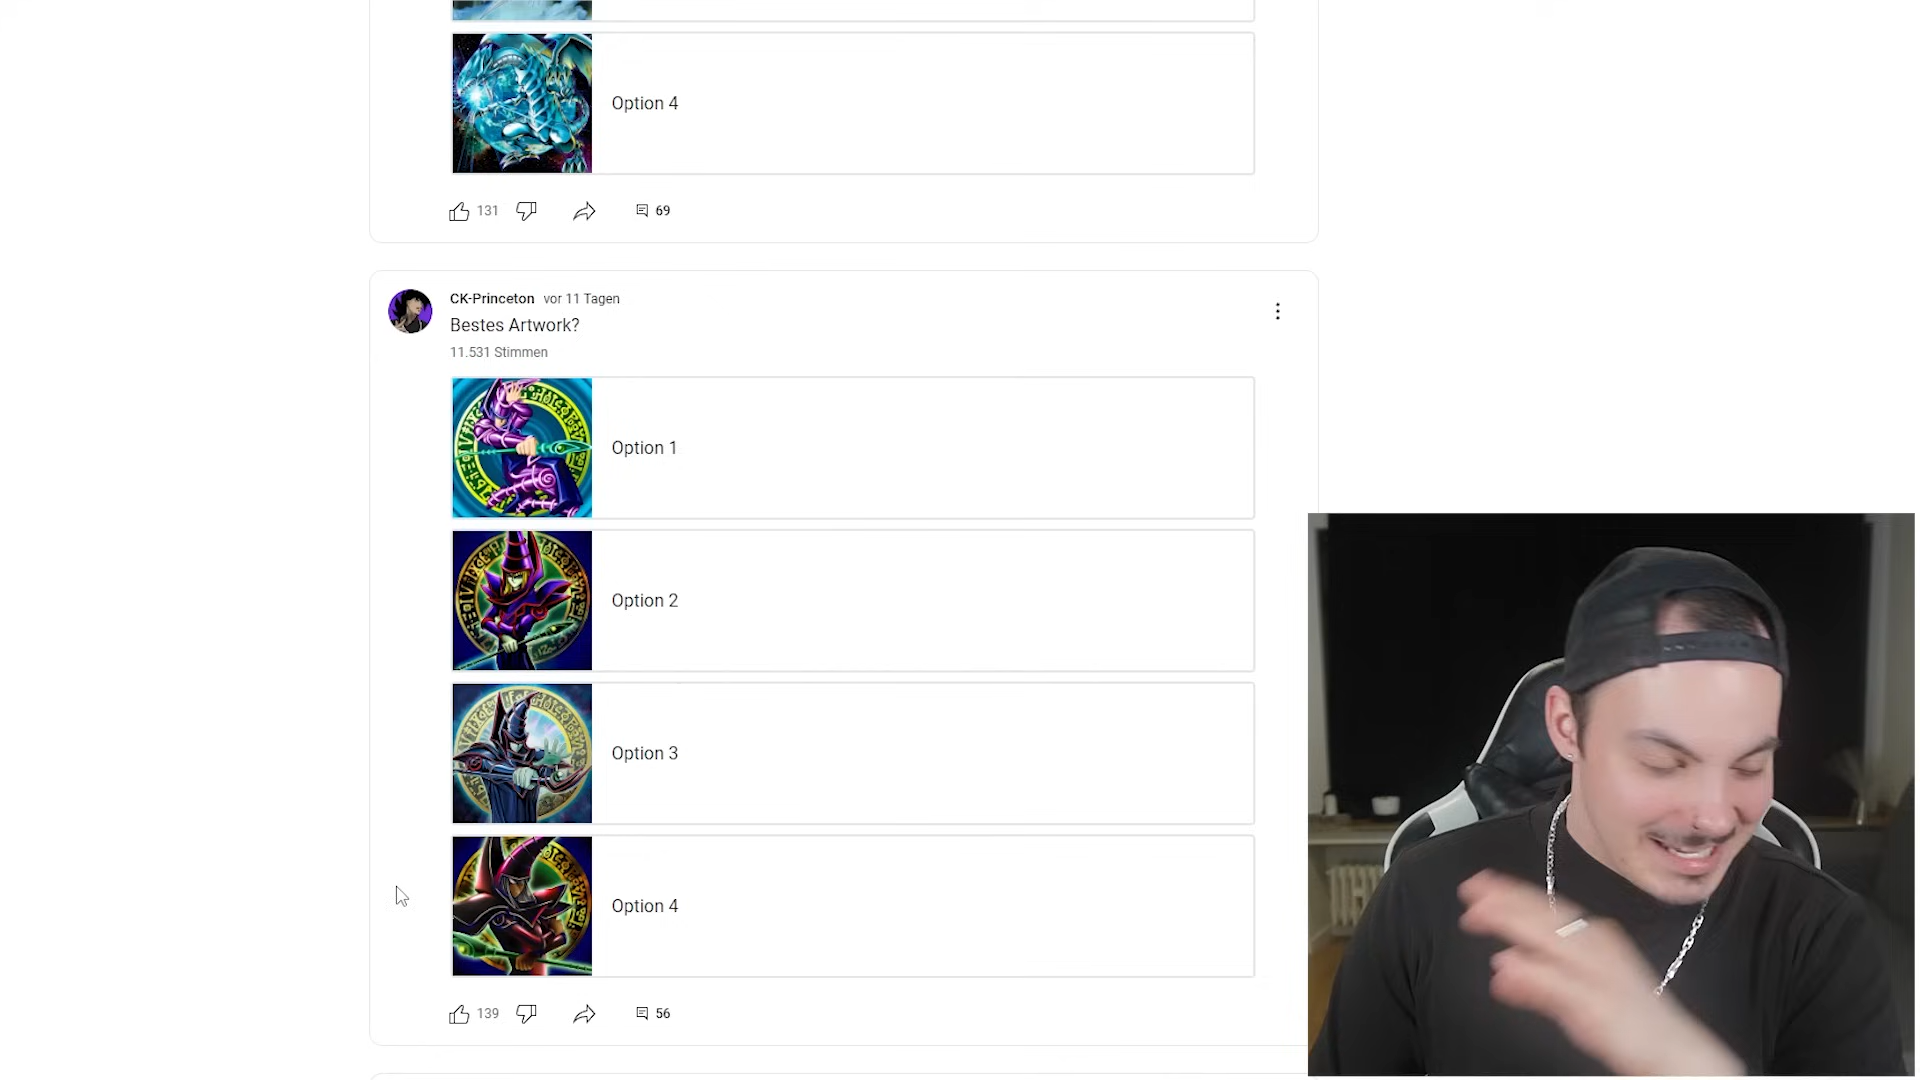 Option 4
131
69
CK-Princeton vor 11 Tagen
Bestes Artwork?
11.531 Stimmen
Option 1
Option 2
Option 3
Option 4
139
56